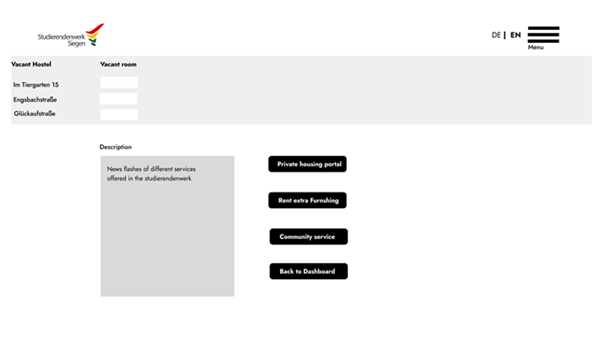 Studierendenwerk
Siegen
DE | EN
Menu
Vacant Hostel Vacant room
Im Tiergarten 15
Engsbachstraße
Glückaufstraße
Description
News flashes of different services
offered in the studierendenwerk
Private housing portal
Rent extra Furnshing
Community service
Back to Dashboard